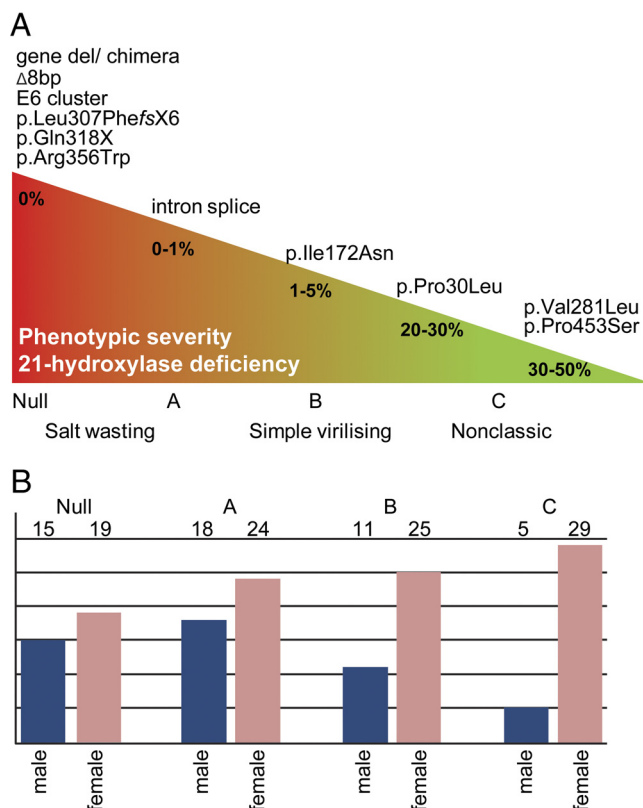 A
gene del/ chimera
Δ8bp
E6 cluster
p.Leu307PhefsX6
p.Gln318X
p.Arg356Trp
0%
intron splice
0-1%
p.Ile172Asn
1-5%
p.Pro30Leu
20-30%
p.Val281Leu
p.Pro453Ser
30-50%
Phenotypic severity
21-hydroxylase deficiency
Null A B C
Salt wasting Simple virilising Nonclassic
B
Null A B C
15 19 18 24 11 25 5 29
male female male female male female male female